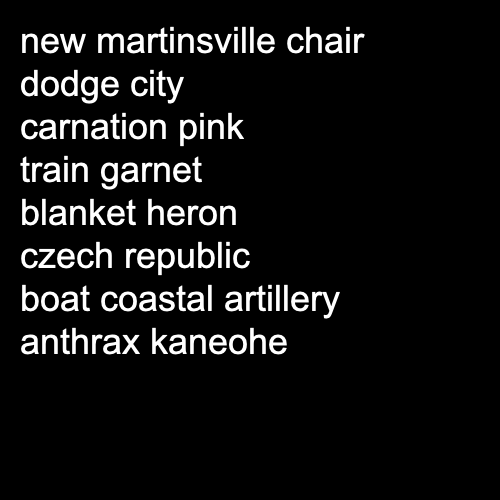 new martinsville chair
dodge city
carnation pink
train garnet
blanket heron
czech republic
boat coastal artillery
anthrax kaneohe